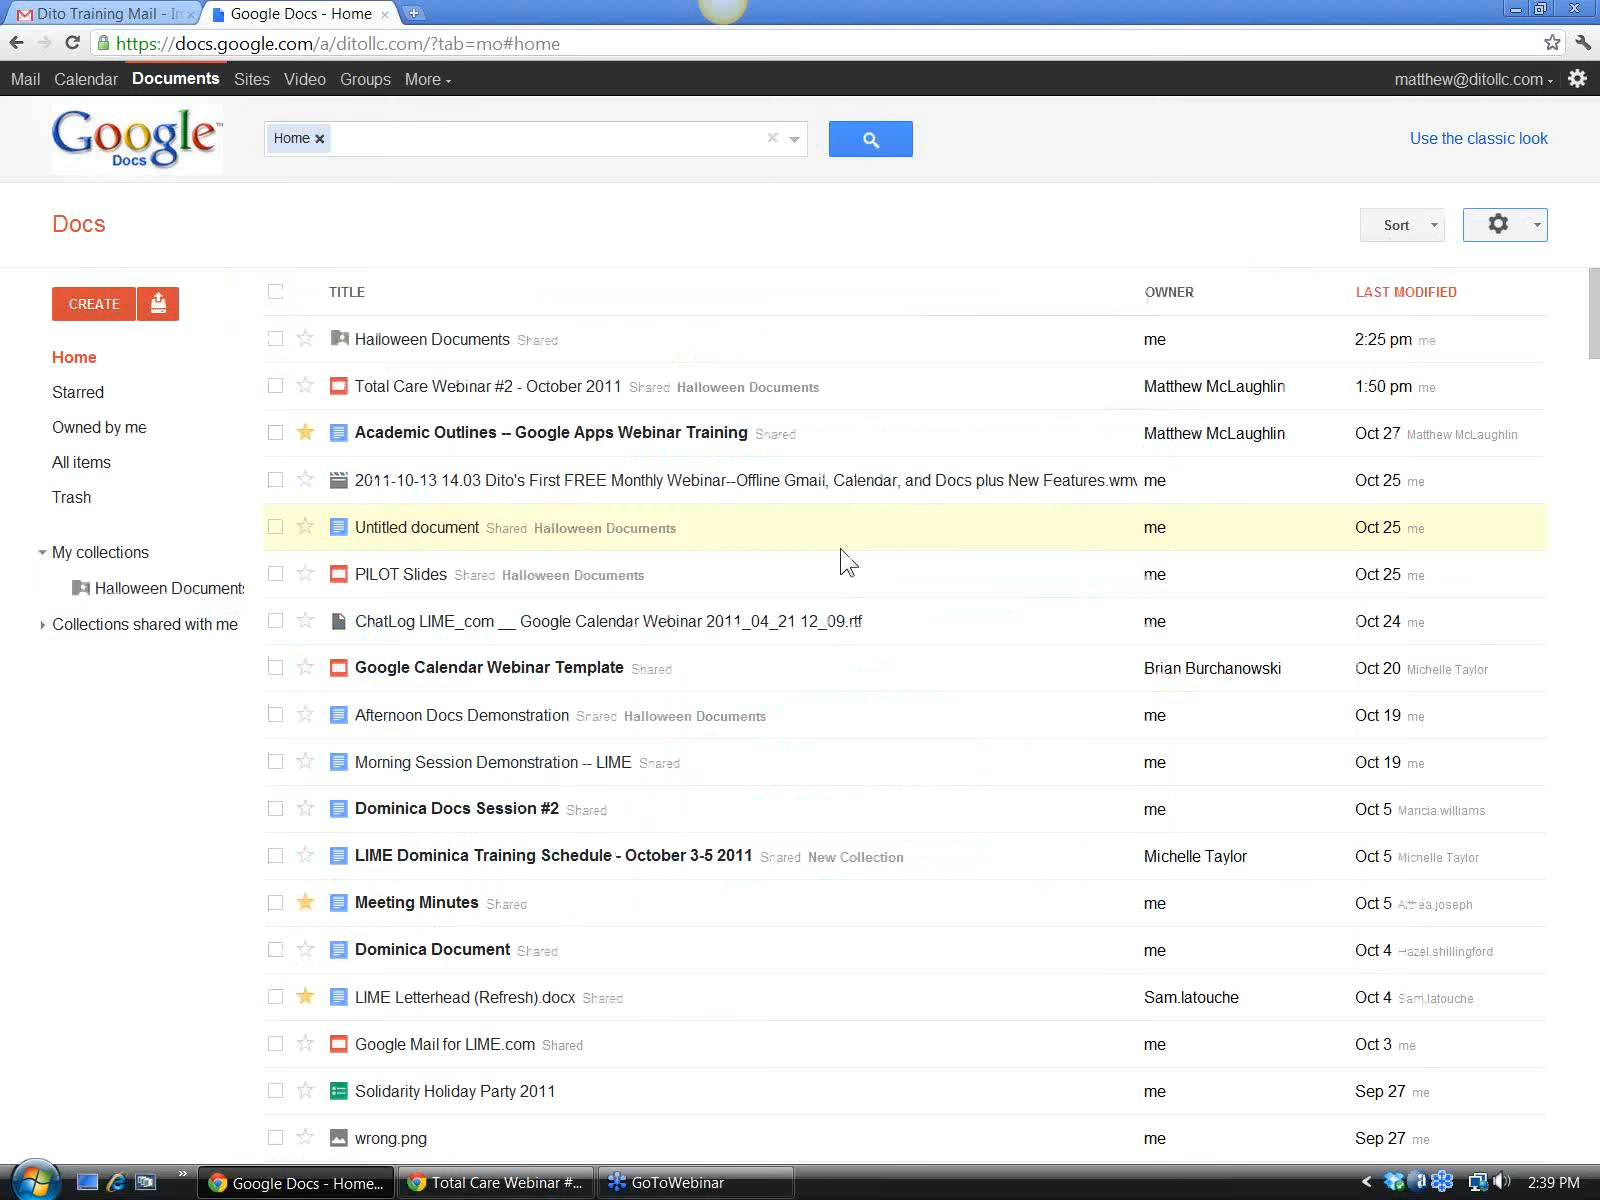 Dito Training Mail - In
Google Docs - Home
https://docs.google.com/a/ditollc.com/?tab=mo#home
Mail Calendar Documents Sites Video Groups More
matthew@ditollc.com
Google Docs
Home
Use the classic look
Docs
Sort
CREATE
Home
Starred
Owned by me
All items
Trash
My collections
Halloween Documents
Collections shared with me
TITLE OWNER LAST MODIFIED
Halloween Documents Shared me 2:25 pm me
Total Care Webinar #2 - October 2011 Shared Halloween Documents Matthew McLaughlin 1:50 pm me
Academic Outlines -- Google Apps Webinar Training Shared Matthew McLaughlin Oct 27 Matthew McLaughlin
2011-10-13 14.03 Dito's First FREE Monthly Webinar--Offline Gmail, Calendar, and Docs plus New Features.wmv me Oct 25 me
Untitled document Shared Halloween Documents me Oct 25 me
PILOT Slides Shared Halloween Documents me Oct 25 me
ChatLog LIME_com __ Google Calendar Webinar 2011_04_21 12_09.rtf me Oct 24 me
Google Calendar Webinar Template Shared Brian Burchanowski Oct 20 Michelle Taylor
Afternoon Docs Demonstration Shared Halloween Documents me Oct 19 me
Morning Session Demonstration -- LIME Shared me Oct 19 me
Dominica Docs Session #2 Shared me Oct 5 Marcia.williams
LIME Dominica Training Schedule - October 3-5 2011 Shared New Collection Michelle Taylor Oct 5 Michelle Taylor
Meeting Minutes Shared me Oct 5 Althea.joseph
Dominica Document Shared me Oct 4 Hazel.shillingford
LIME Letterhead (Refresh).docx Shared Sam.latouche Oct 4 Sam.latouche
Google Mail for LIME.com Shared me Oct 3 me
Solidarity Holiday Party 2011 me Sep 27 me
wrong.png me Sep 27 me
Google Docs - Home...
Total Care Webinar #...
GoToWebinar
2:39 PM